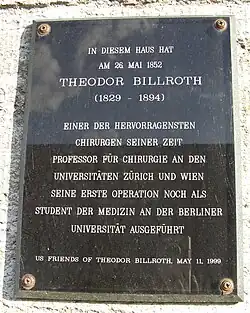 IN DIESEM HAUS HAT
AM 26 MAI 1852
THEODOR BILLROTH
(1829 - 1894)
EINER DER HERVORRAGENSTEN
CHIRURGEN SEINER ZEIT
PROFESSOR FÜR CHIRURGIE AN DEN
UNIVERSITÄTEN ZÜRICH UND WIEN
SEINE ERSTE OPERATION NOCH ALS
STUDENT DER MEDIZIN AN DER BERLINER
UNIVERSITÄT AUSGEFÜHRT
US FRIENDS OF THEODOR BILLROTH, MAY 11, 1999